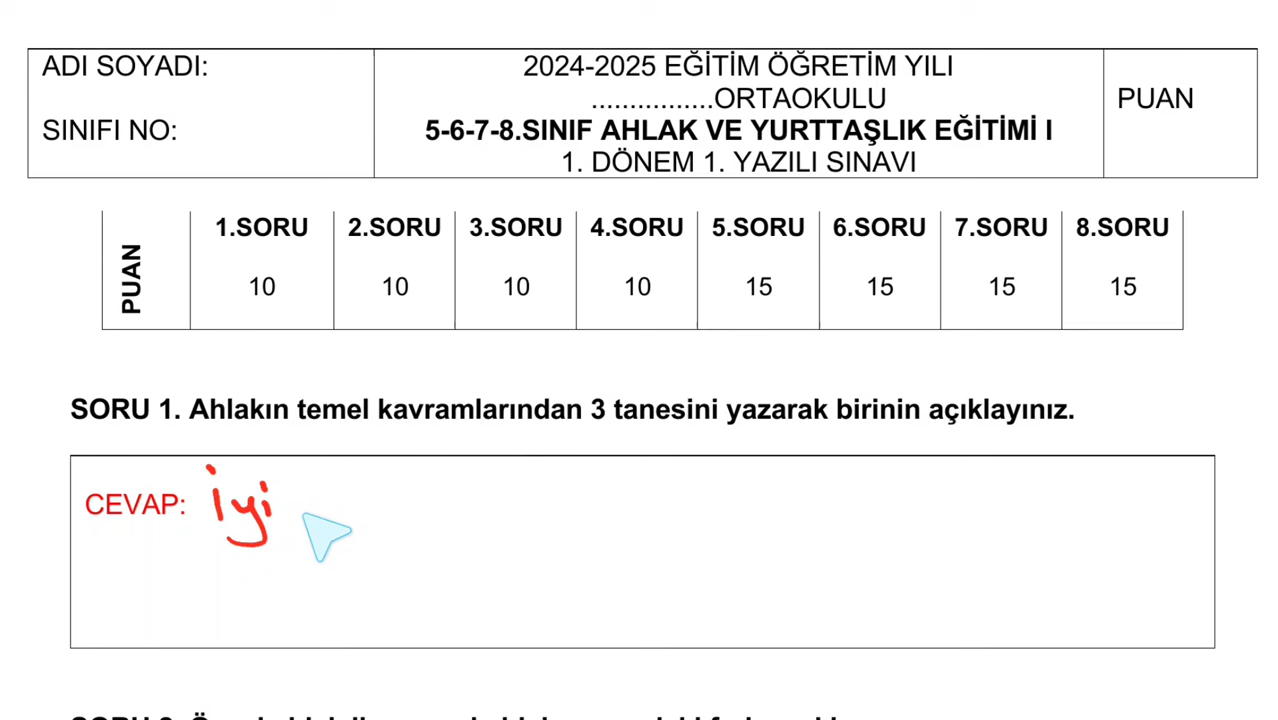 ADI SOYADI:
SINIFI NO:
2024-2025 EĞİTİM ÖĞRETİM YILI
................ORTAOKULU
5-6-7-8.SINIF AHLAK VE YURTTAŞLIK EĞİTİMİ I
1. DÖNEM 1. YAZILI SINAVI
PUAN
PUAN
1.SORU 2.SORU 3.SORU 4.SORU 5.SORU 6.SORU 7.SORU 8.SORU
10 10 10 10 15 15 15 15
SORU 1. Ahlakın temel kavramlarından 3 tanesini yazarak birinin açıklayınız.
CEVAP: iyi